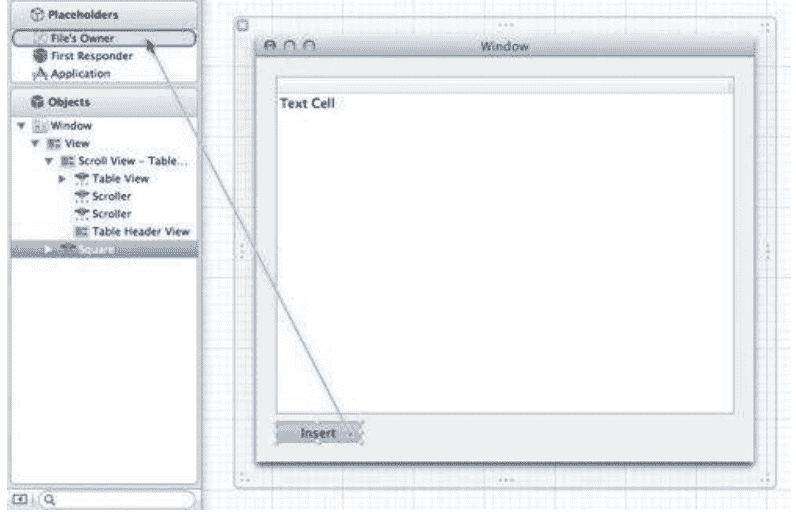 Placeholders
File's Owner
First Responder
Application
Objects
Window
View
Scroll View - Table...
Table View
Scroller
Scroller
Table Header View
Square
Window
Text Cell
Insert